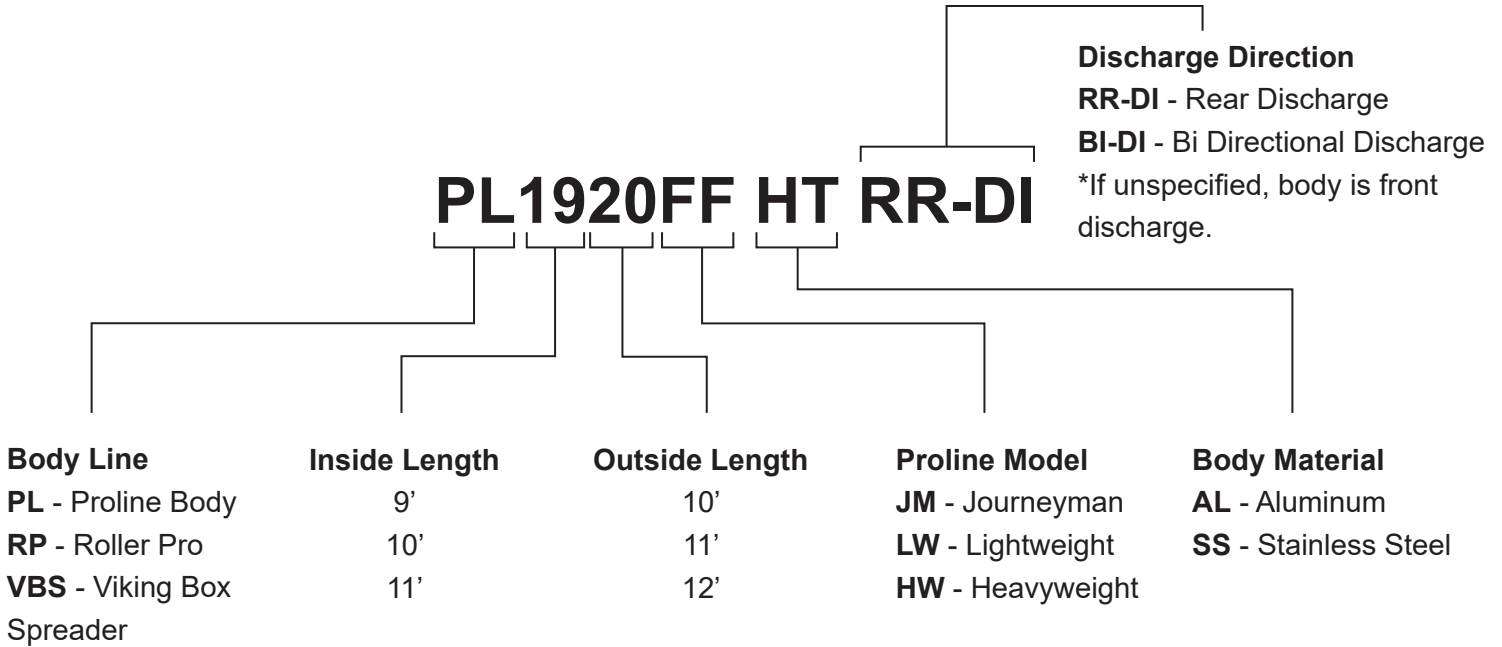 Discharge Direction
RR-DI - Rear Discharge
BI-DI - Bi Directional Discharge
*If unspecified, body is front
discharge.
PL1920FF HT RR-DI
Body Line
PL - Proline Body
RP - Roller Pro
VBS - Viking Box
Spreader
Inside Length
9’
10’
11’
Outside Length
10’
11’
12’
Proline Model
JM - Journeyman
LW - Lightweight
HW - Heavyweight
Body Material
AL - Aluminum
SS - Stainless Steel